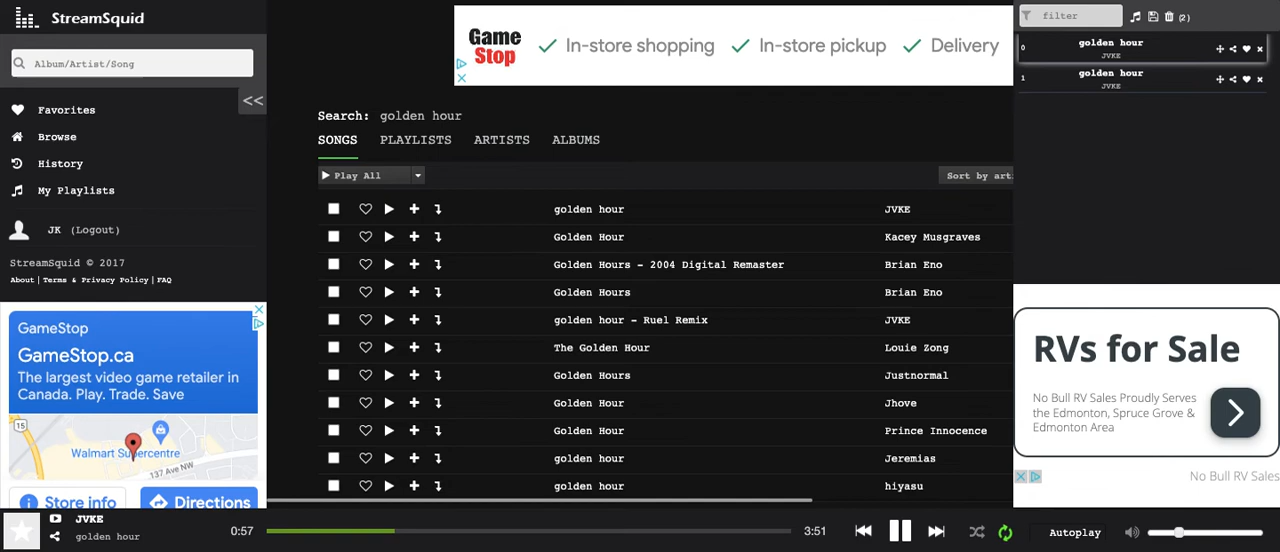 StreamSquid
Album/Artist/Song
<<
Favorites
Browse
History
My Playlists
JK (Logout)
StreamSquid © 2017
About | Terms & Privacy Policy | FAQ
GameStop
GameStop.ca
The largest video game retailer in
Canada. Play. Trade. Save
15
Walmart Supercentre
137 Ave NW
Store info
Directions
Game
Stop
In-store shopping
In-store pickup
Delivery
Search: golden hour
SONGS PLAYLISTS ARTISTS ALBUMS
Play All
Sort by arti
golden hour JVKE
Golden Hour Kacey Musgraves
Golden Hours - 2004 Digital Remaster Brian Eno
Golden Hours Brian Eno
golden hour - Ruel Remix JVKE
The Golden Hour Louie Zong
Golden Hours Justnormal
Golden Hour Jhove
Golden Hour Prince Innocence
golden hour Jeremias
golden hour hiyasu
filter
(2)
0 golden hour
JVKE
1 golden hour
JVKE
RVs for Sale
No Bull RV Sales Proudly Serves
the Edmonton, Spruce Grove &
Edmonton Area
No Bull RV Sales
JVKE
golden hour
0:57
3:51
Autoplay